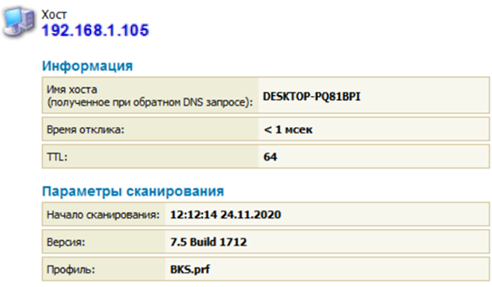 Хост
192.168.1.105
Информация
Имя хоста
(полученное при обратном DNS запросе): DESKTOP-PQ81BPI
Время отклика: < 1 мсек
TTL: 64
Параметры сканирования
Начало сканирования: 12:12:14 24.11.2020
Версия: 7.5 Build 1712
Профиль: BKS.prf